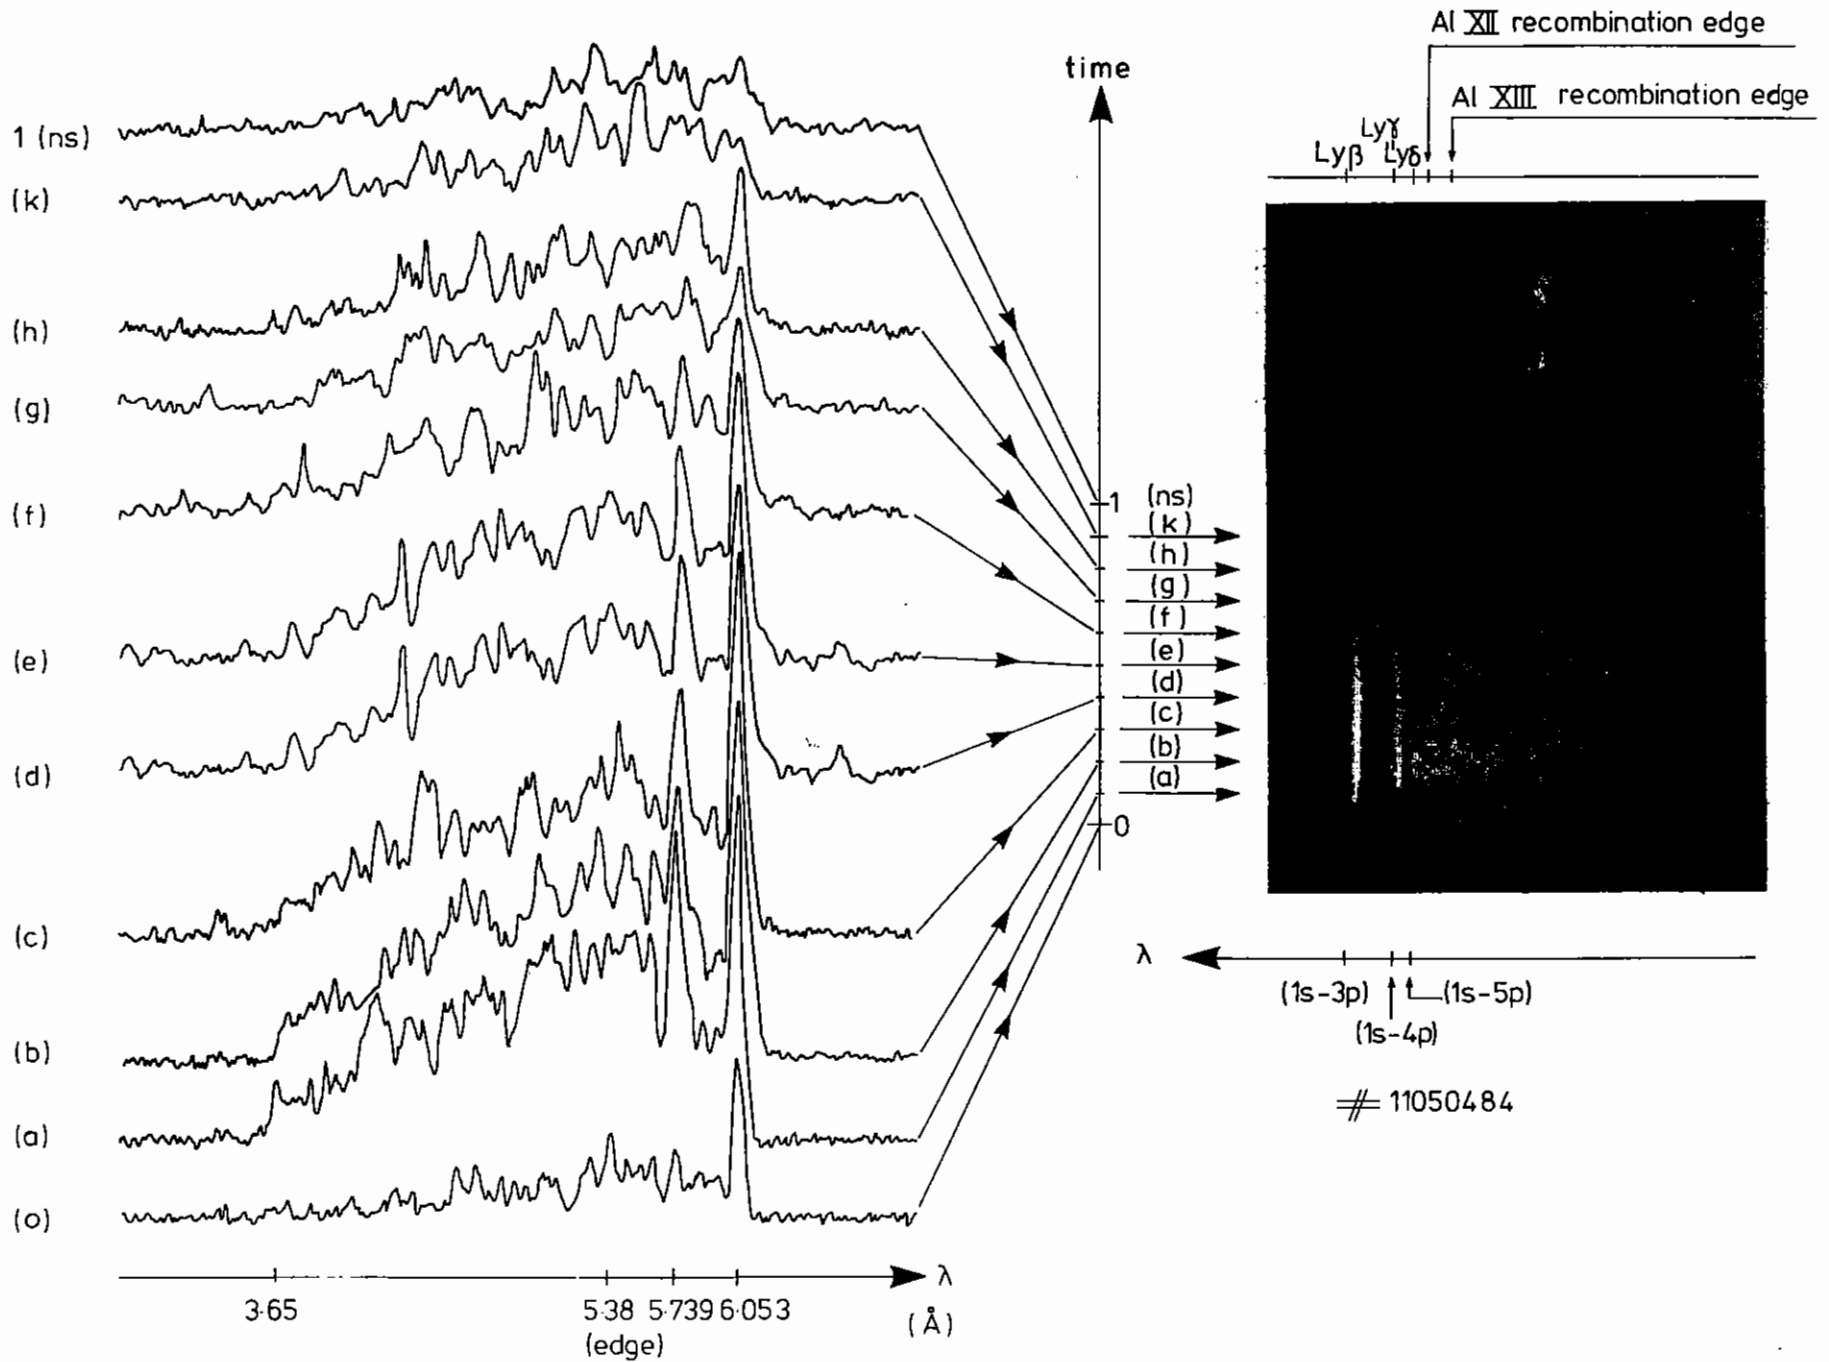 Al XII recombination edge
Al XIII recombination edge
time
Lyβ Lyγ Lyδ
1 (ns)
(k)
(h)
(g)
(f)
(e)
(d)
(c)
(b)
(a)
(o)
1 (ns)
(k)
(h)
(g)
(f)
(e)
(d)
(c)
(b)
(a)
0
λ
(1s-3p) (1s-5p)
(1s-4p)
# 11050484
λ
3·65 5·38 5·739 6·053 (Å)
(edge)